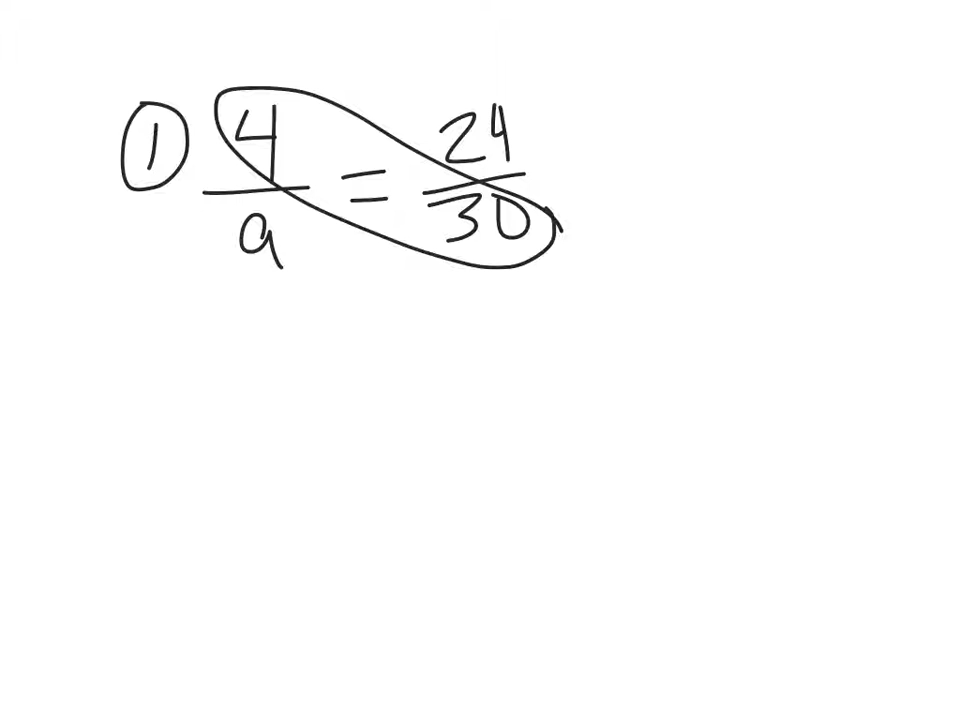 ① 4/a = 24/30